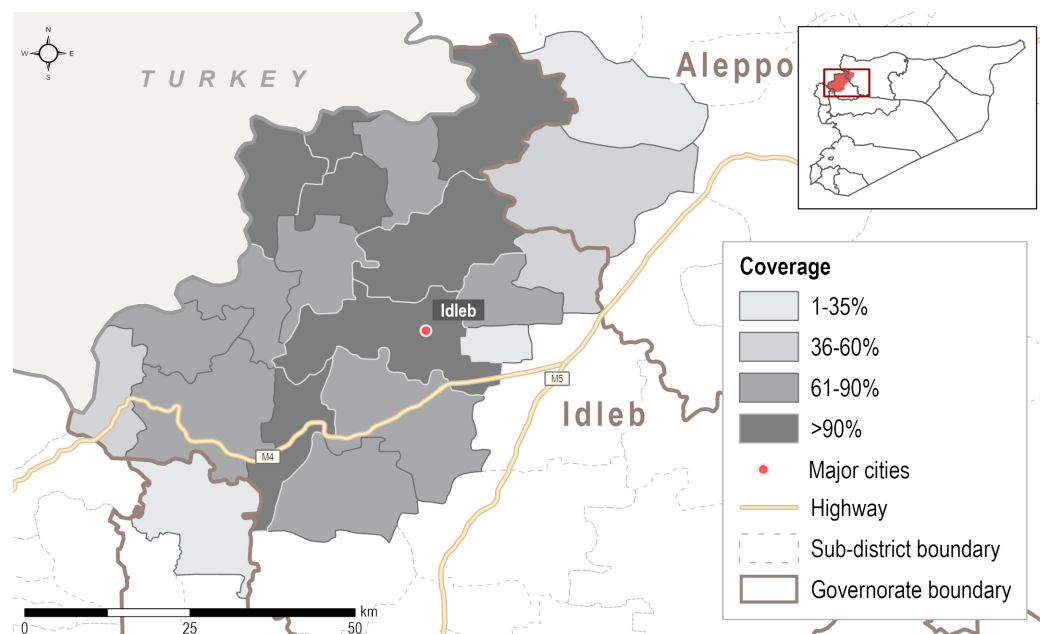 N
W E
S
TURKEY
Aleppo
Idleb
M5
Idleb
M4
Coverage
1-35%
36-60%
61-90%
>90%
Major cities
Highway
Sub-district boundary
Governorate boundary
km
0 25 50